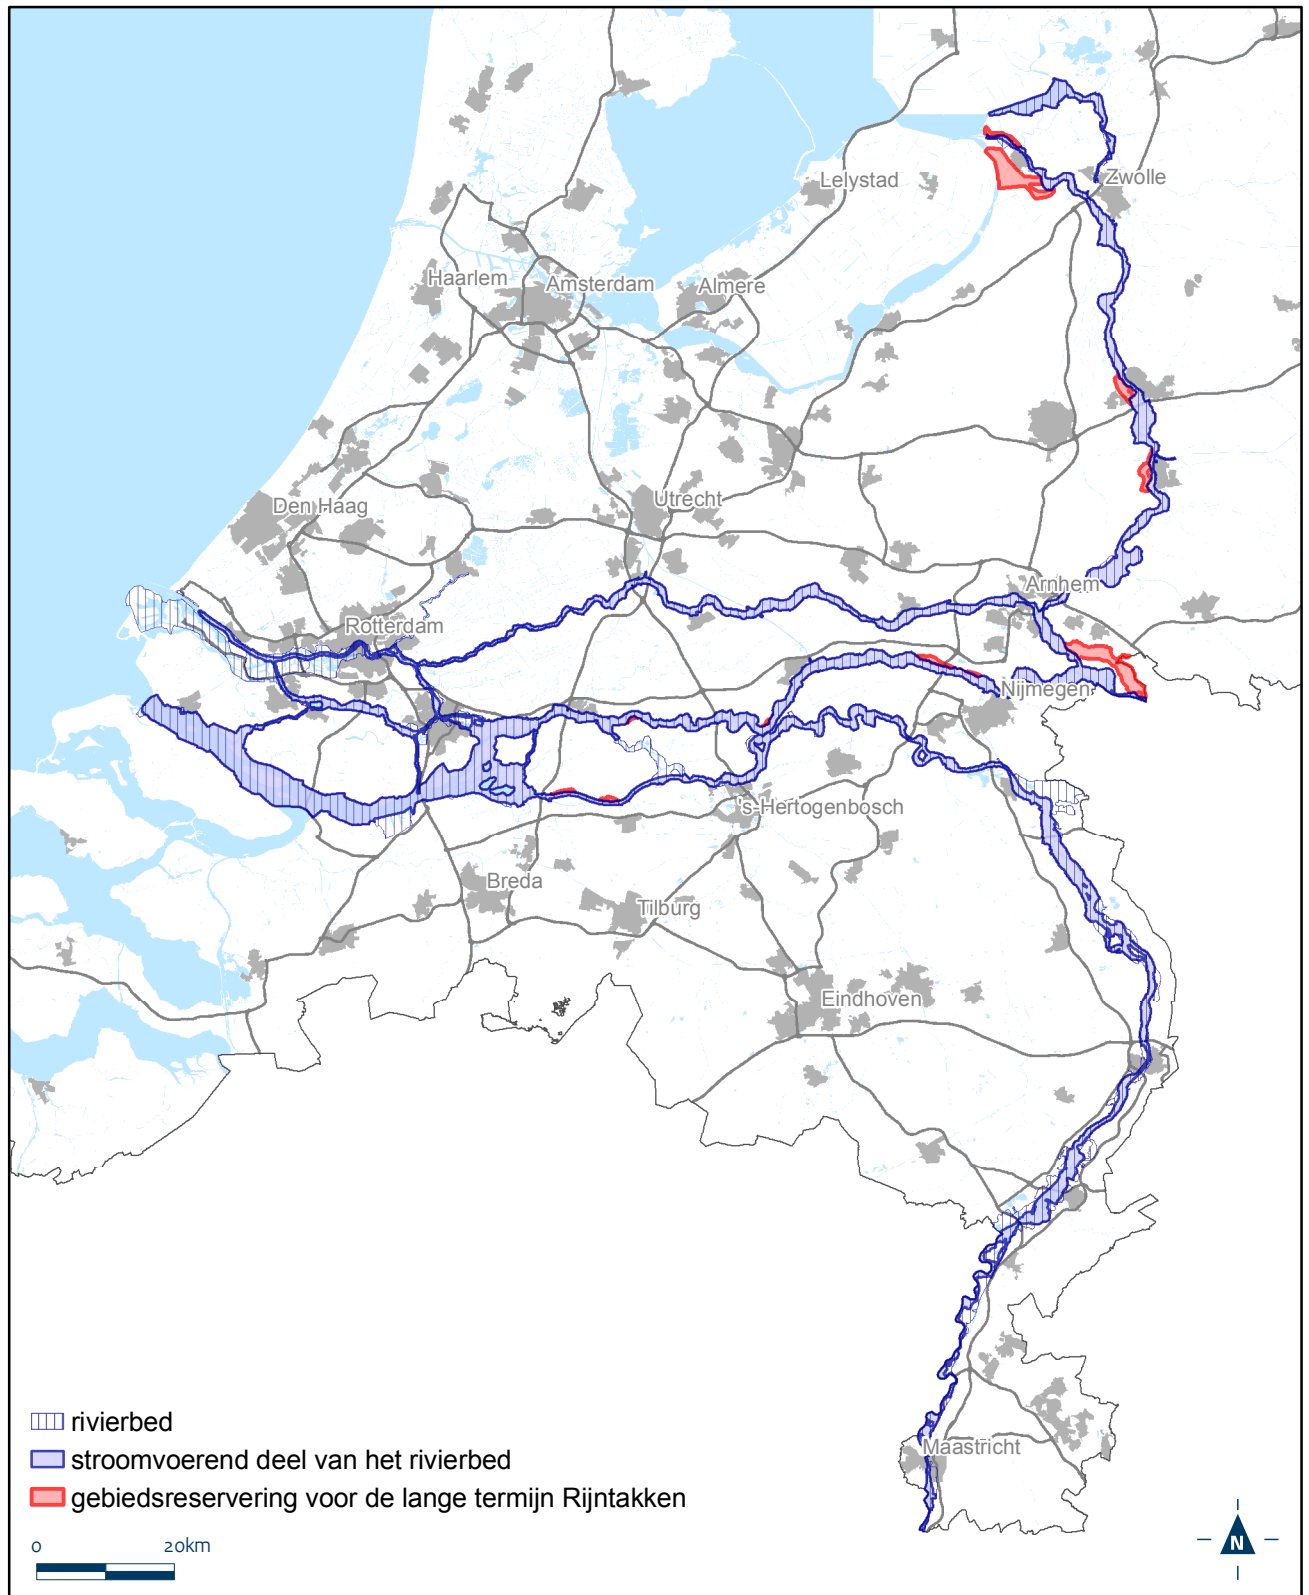 Lelystad
Zwolle
Haarlem
Amsterdam
Almere
Den Haag
Utrecht
Arnhem
Rotterdam
Nijmegen
's-Hertogenbosch
Breda
Tilburg
Eindhoven
Maastricht
rivierbed
stroomvoerend deel van het rivierbed
gebiedsreservering voor de lange termijn Rijntakken
0 20km
N